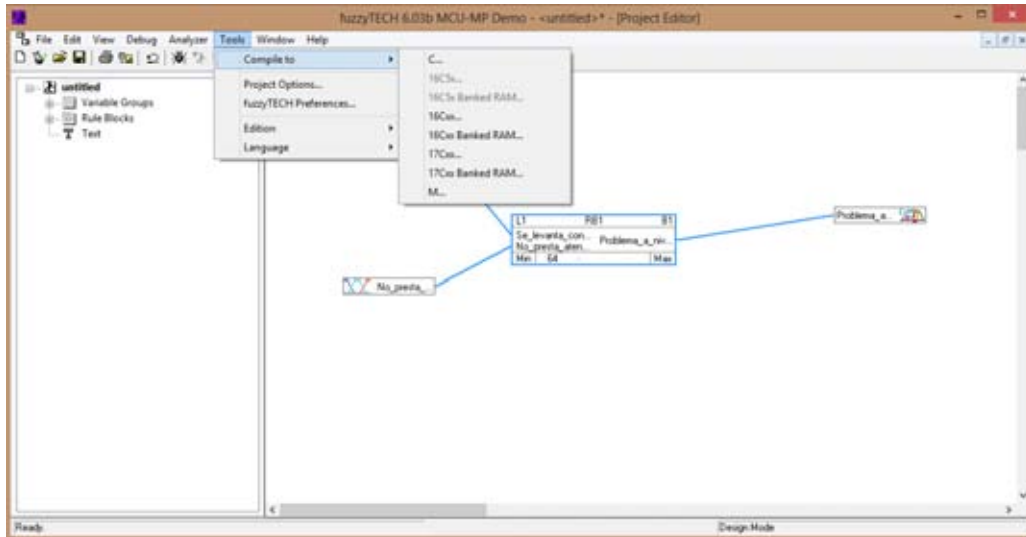 fuzzyTECH 6.03b MCU-MP Demo - <untitled>* - [Project Editor]
File Edit View Debug Analyzer Tools Window Help
Compile to
Project Options...
fuzzyTECH Preferences...
Edition
Language
C...
16C5x...
16C5x Banked RAM...
16Cxx...
16Cxx Banked RAM...
17Cxx...
17Cxx Banked RAM...
M...
untitled
Variable Groups
Rule Blocks
T Text
L1 RB1 B1
Se_levanta_con...
No_presta_aten...
Problema_a_niv...
Min 64 Max
No_presta_...
Problema_a...
Ready
Design Mode